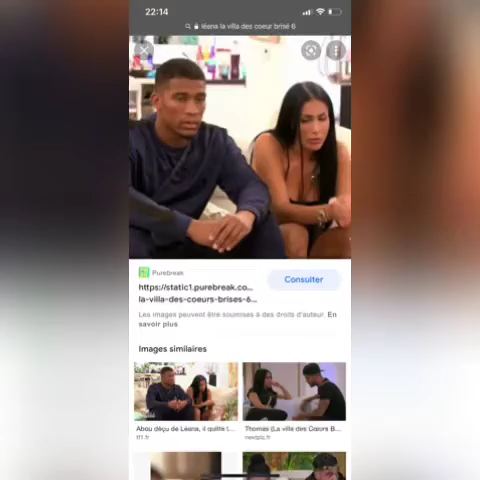 22:14
léana la villa des coeur brisé 6
Purebreak
https://static1.purebreak.co...
la-villa-des-coeurs-brises-6...
Consulter
Les images peuvent être soumises à des droits d'auteur. En
savoir plus
Images similaires
Abou déçu de Léana, il quitte l...
tf1.fr
Thomas (La villa des Cœurs B...
nextplz.fr